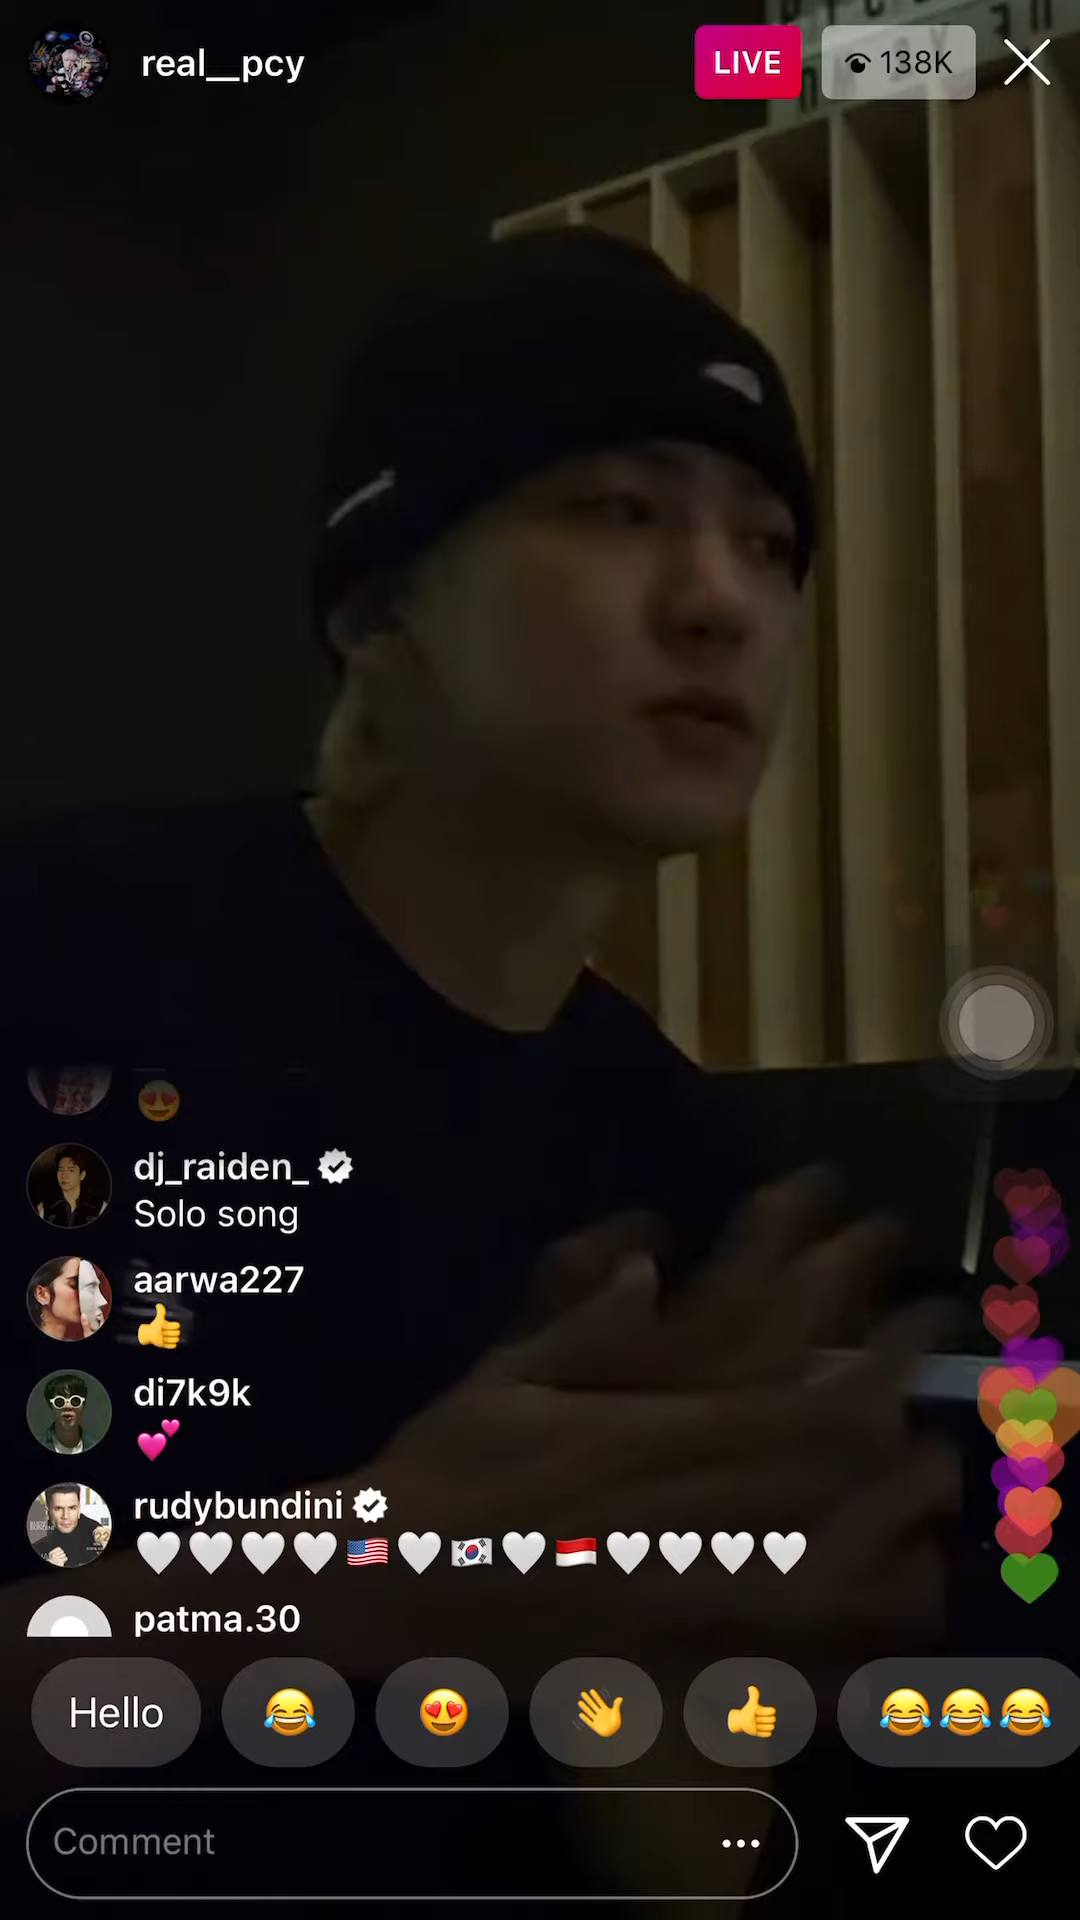 real__pcy
LIVE
138K
😍
dj_raiden_
Solo song
aarwa227
👍
di7k9k
💕
rudybundini
🤍🤍🤍🤍🇺🇸🤍🇰🇷🤍🇮🇩🤍🤍🤍🤍
patma.30
Hello
😂
😍
👋
👍
😂😂😂
Comment